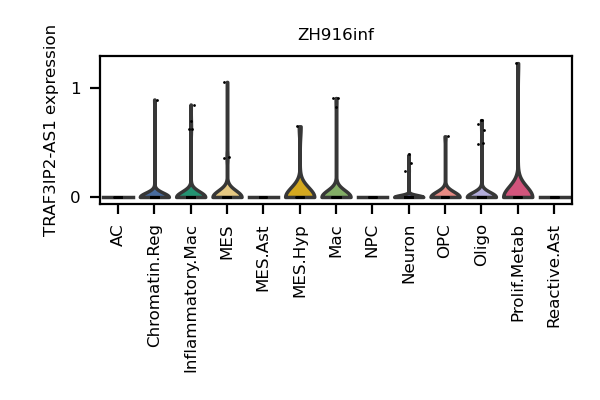 ZH916inf
TRAF3IP2-AS1 expression
1
0
AC
Chromatin.Reg
Inflammatory.Mac
MES
MES.Ast
MES.Hyp
Mac
NPC
Neuron
OPC
Oligo
Prolif.Metab
Reactive.Ast